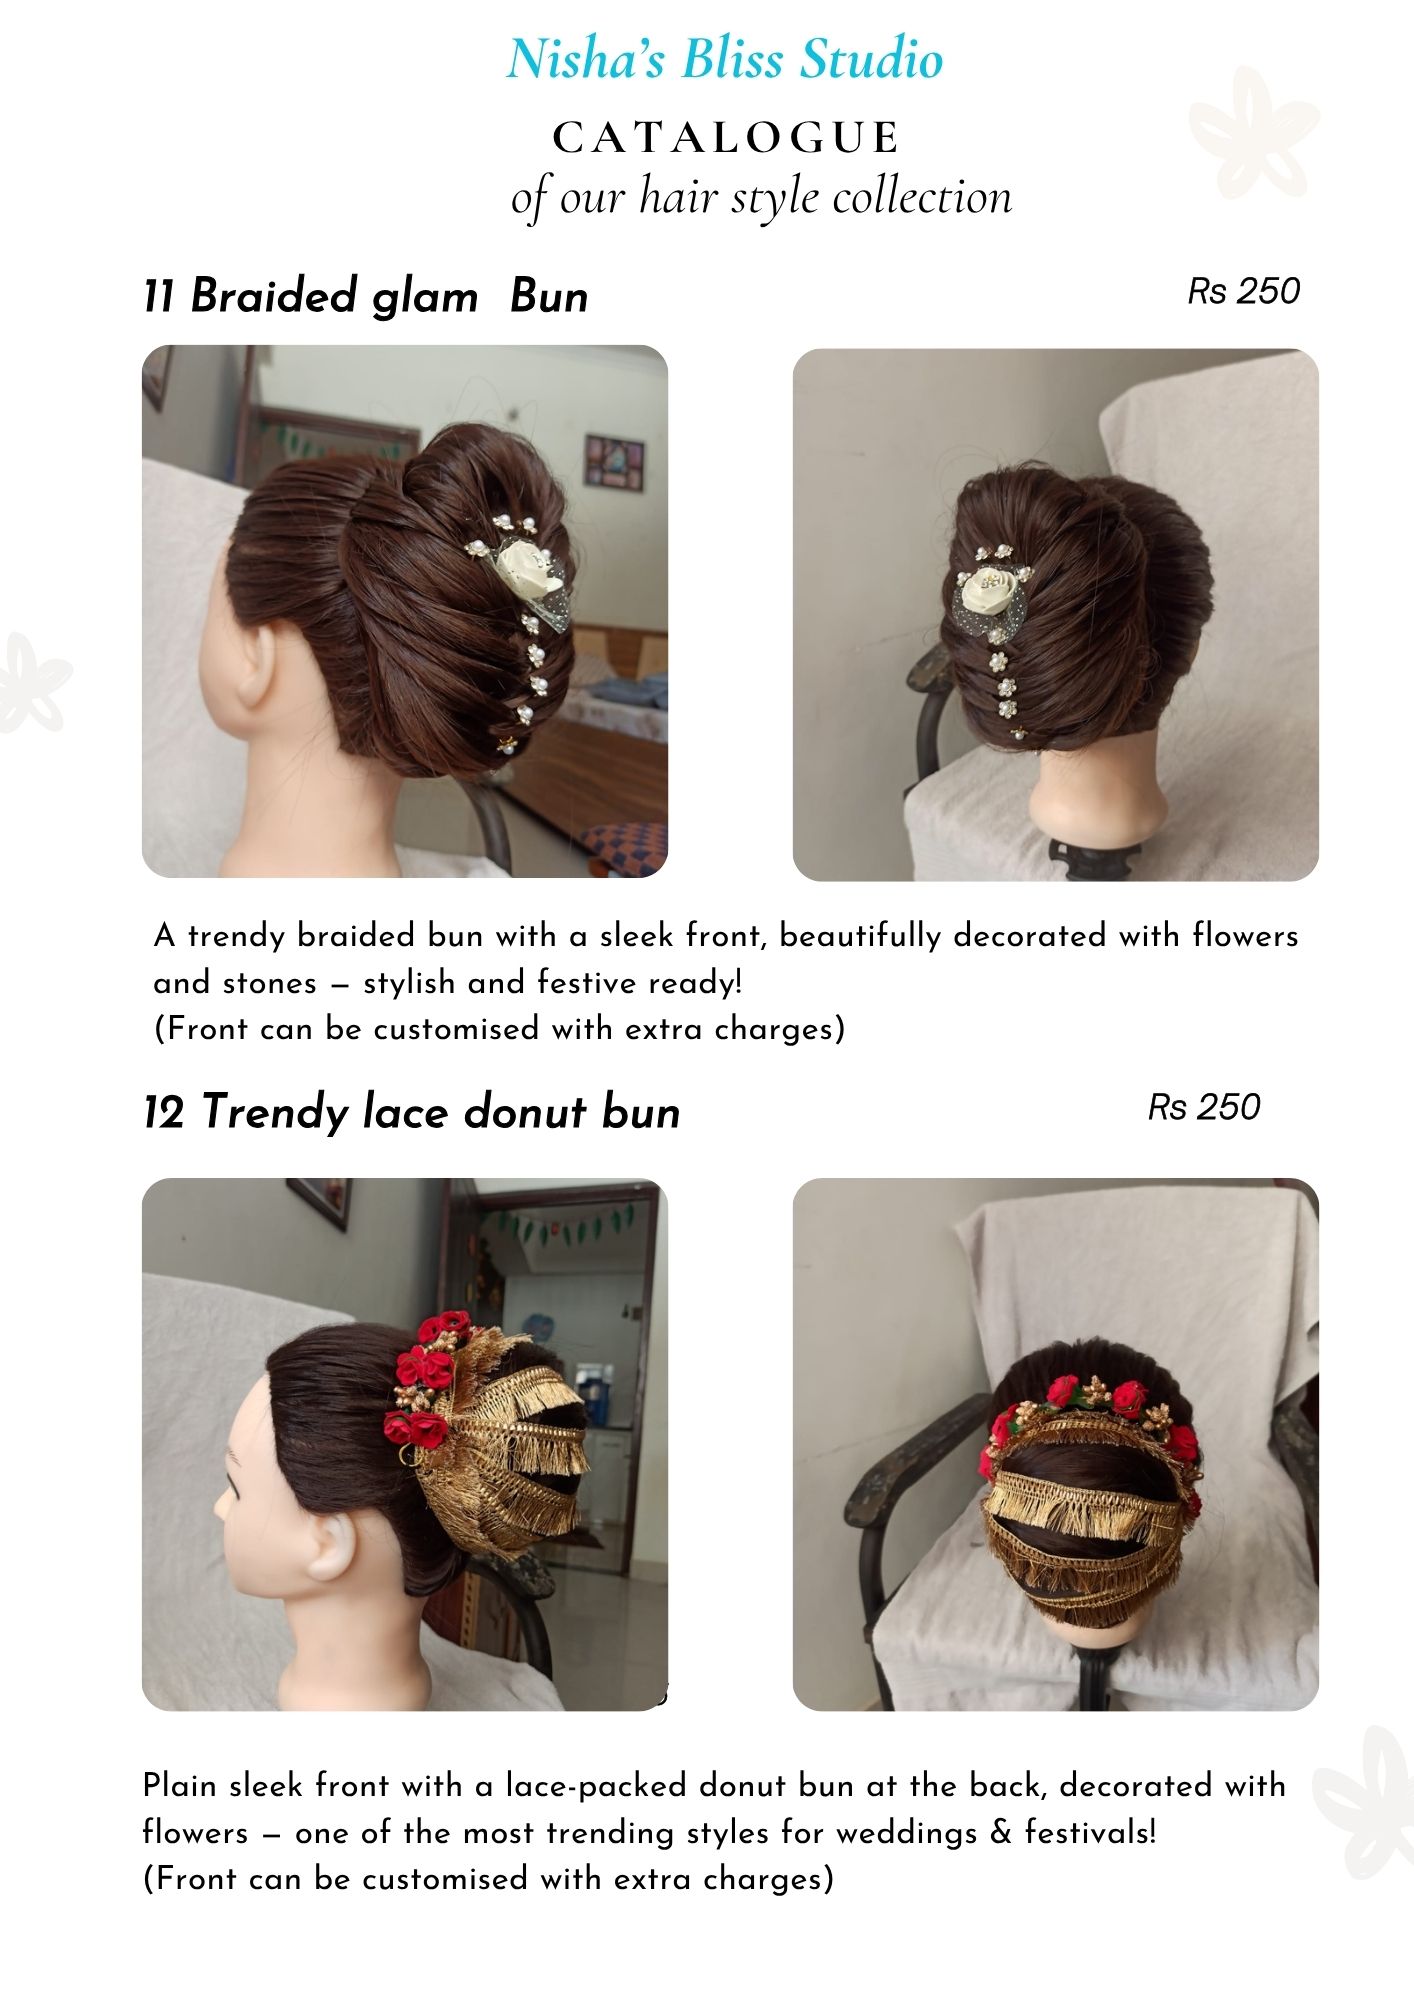 Nisha's Bliss Studio
CATALOGUE
of our hair style collection
11 Braided glam  Bun
Rs 250
A trendy braided bun with a sleek front, beautifully decorated with flowers
and stones – stylish and festive ready!
(Front can be customised with extra charges)
12 Trendy lace donut bun
Rs 250
Plain sleek front with a lace-packed donut bun at the back, decorated with
flowers – one of the most trending styles for weddings & festivals!
(Front can be customised with extra charges)